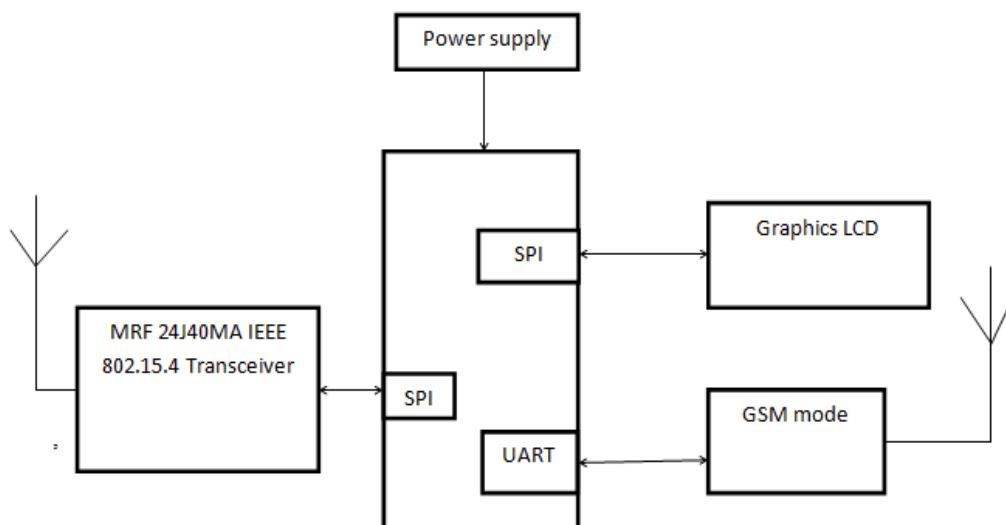 Power supply
SPI
Graphics LCD
MRF 24J40MA IEEE
802.15.4 Transceiver
SPI
GSM mode
UART